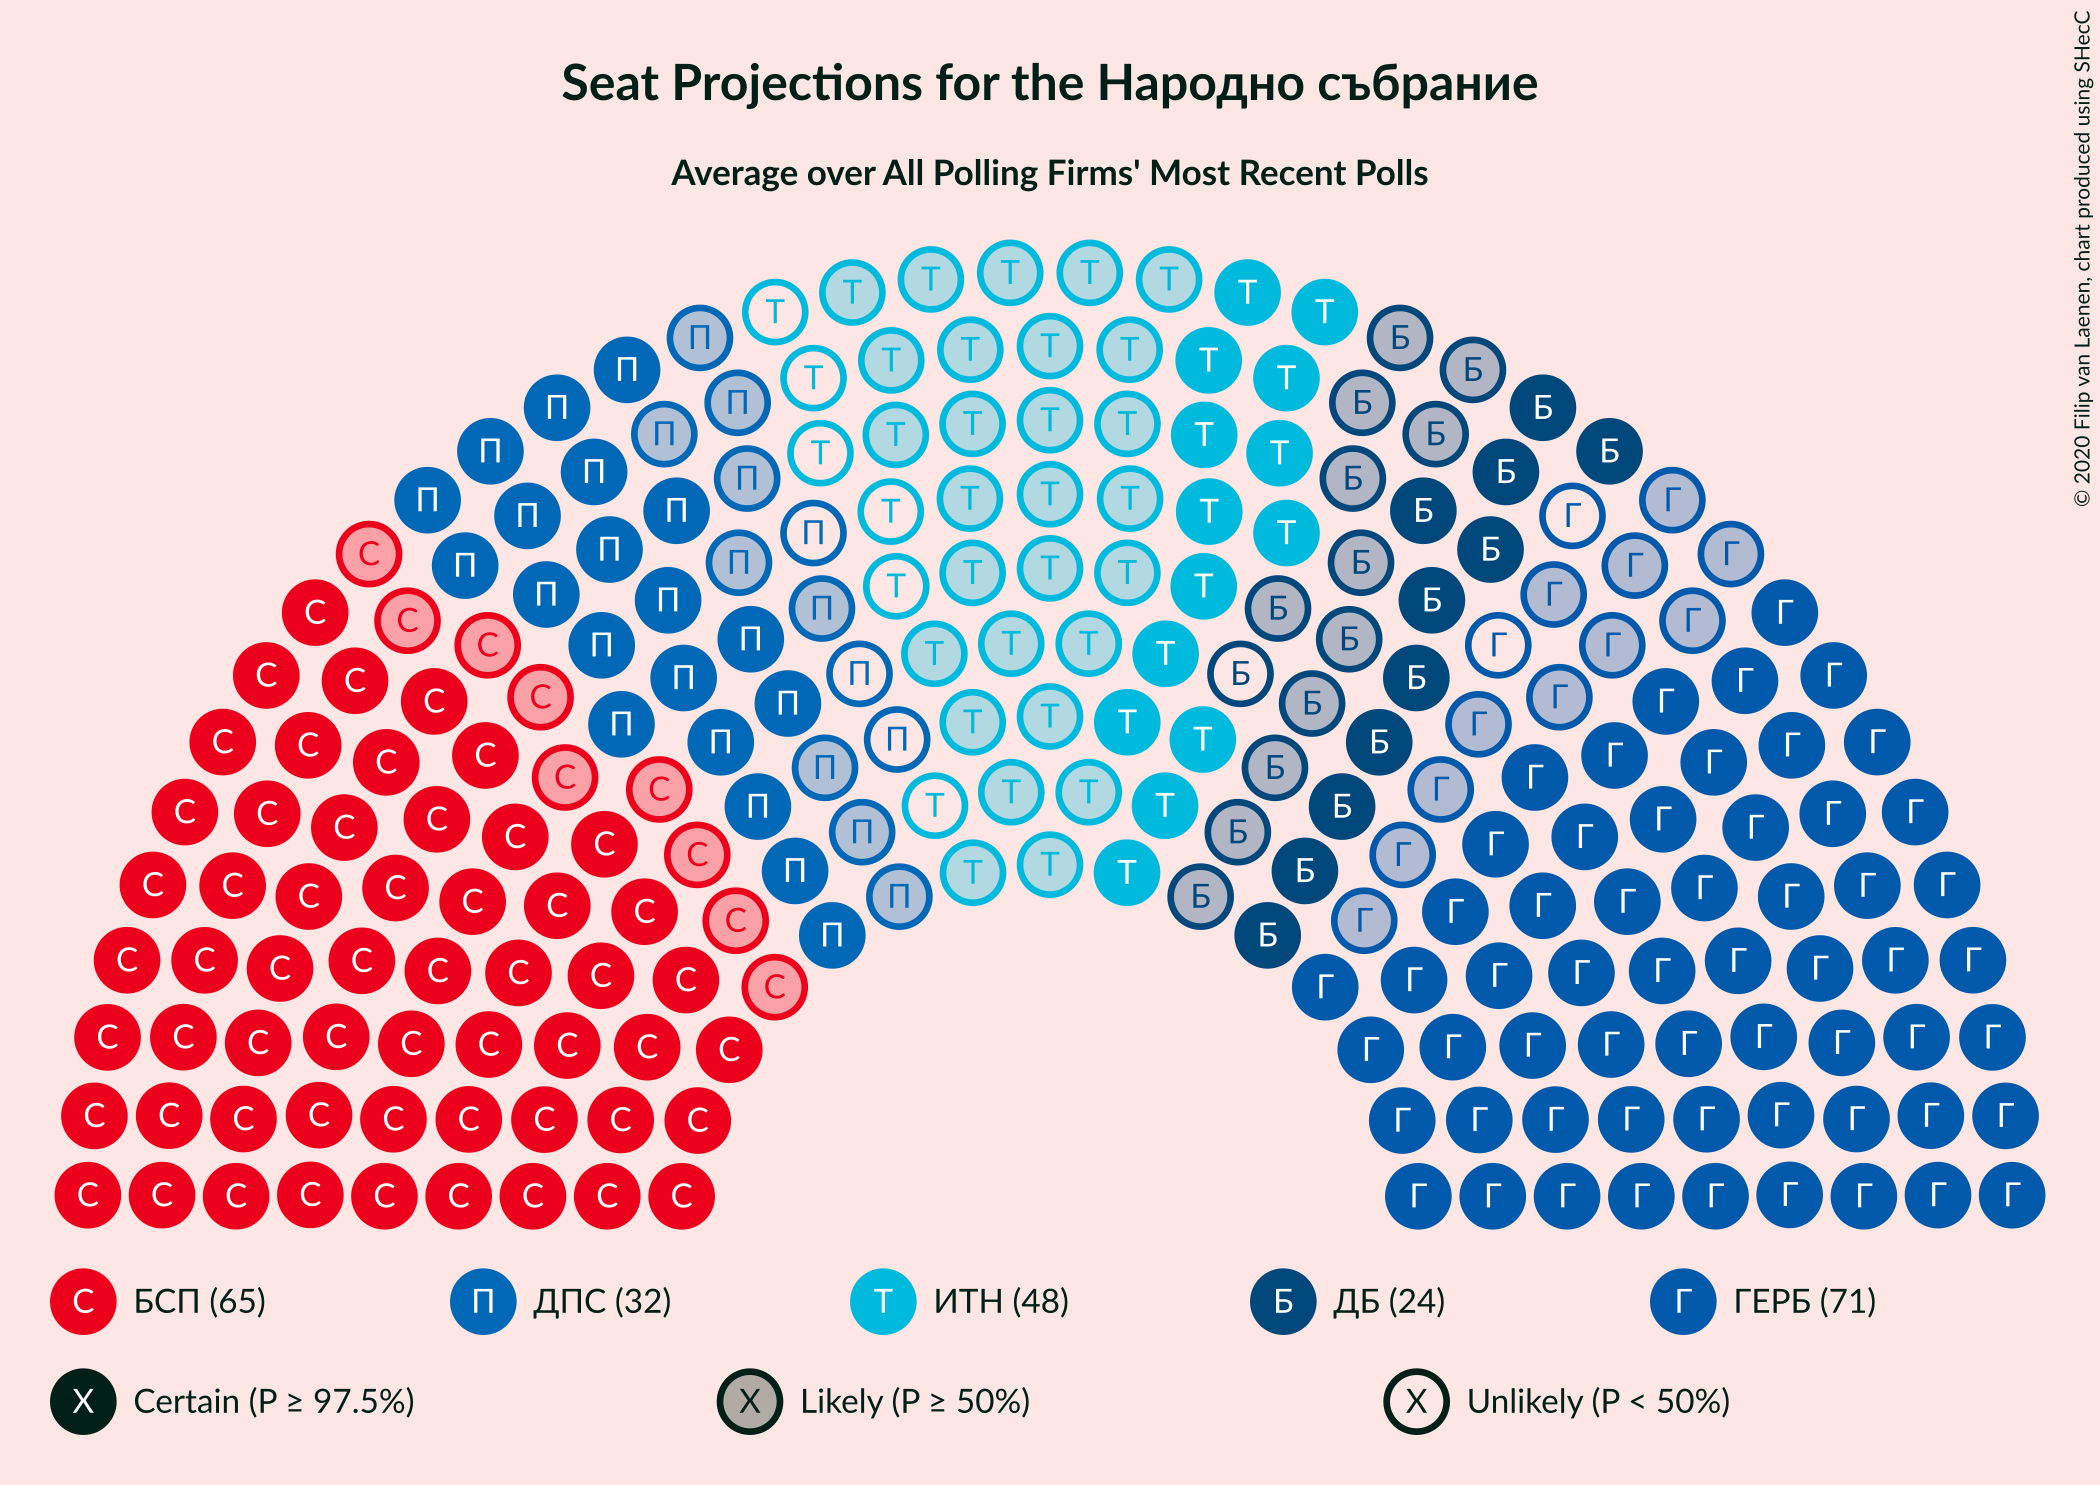 Seat Projections for the Народно събрание
Average over All Polling Firms' Most Recent Polls
© 2020 Filip van Laenen, chart produced using SHecC
С БСП (65)
П ДПС (32)
Т ИТН (48)
Б ДБ (24)
Г ГЕРБ (71)
X Certain (P ≥ 97.5%)
X Likely (P ≥ 50%)
X Unlikely (P < 50%)